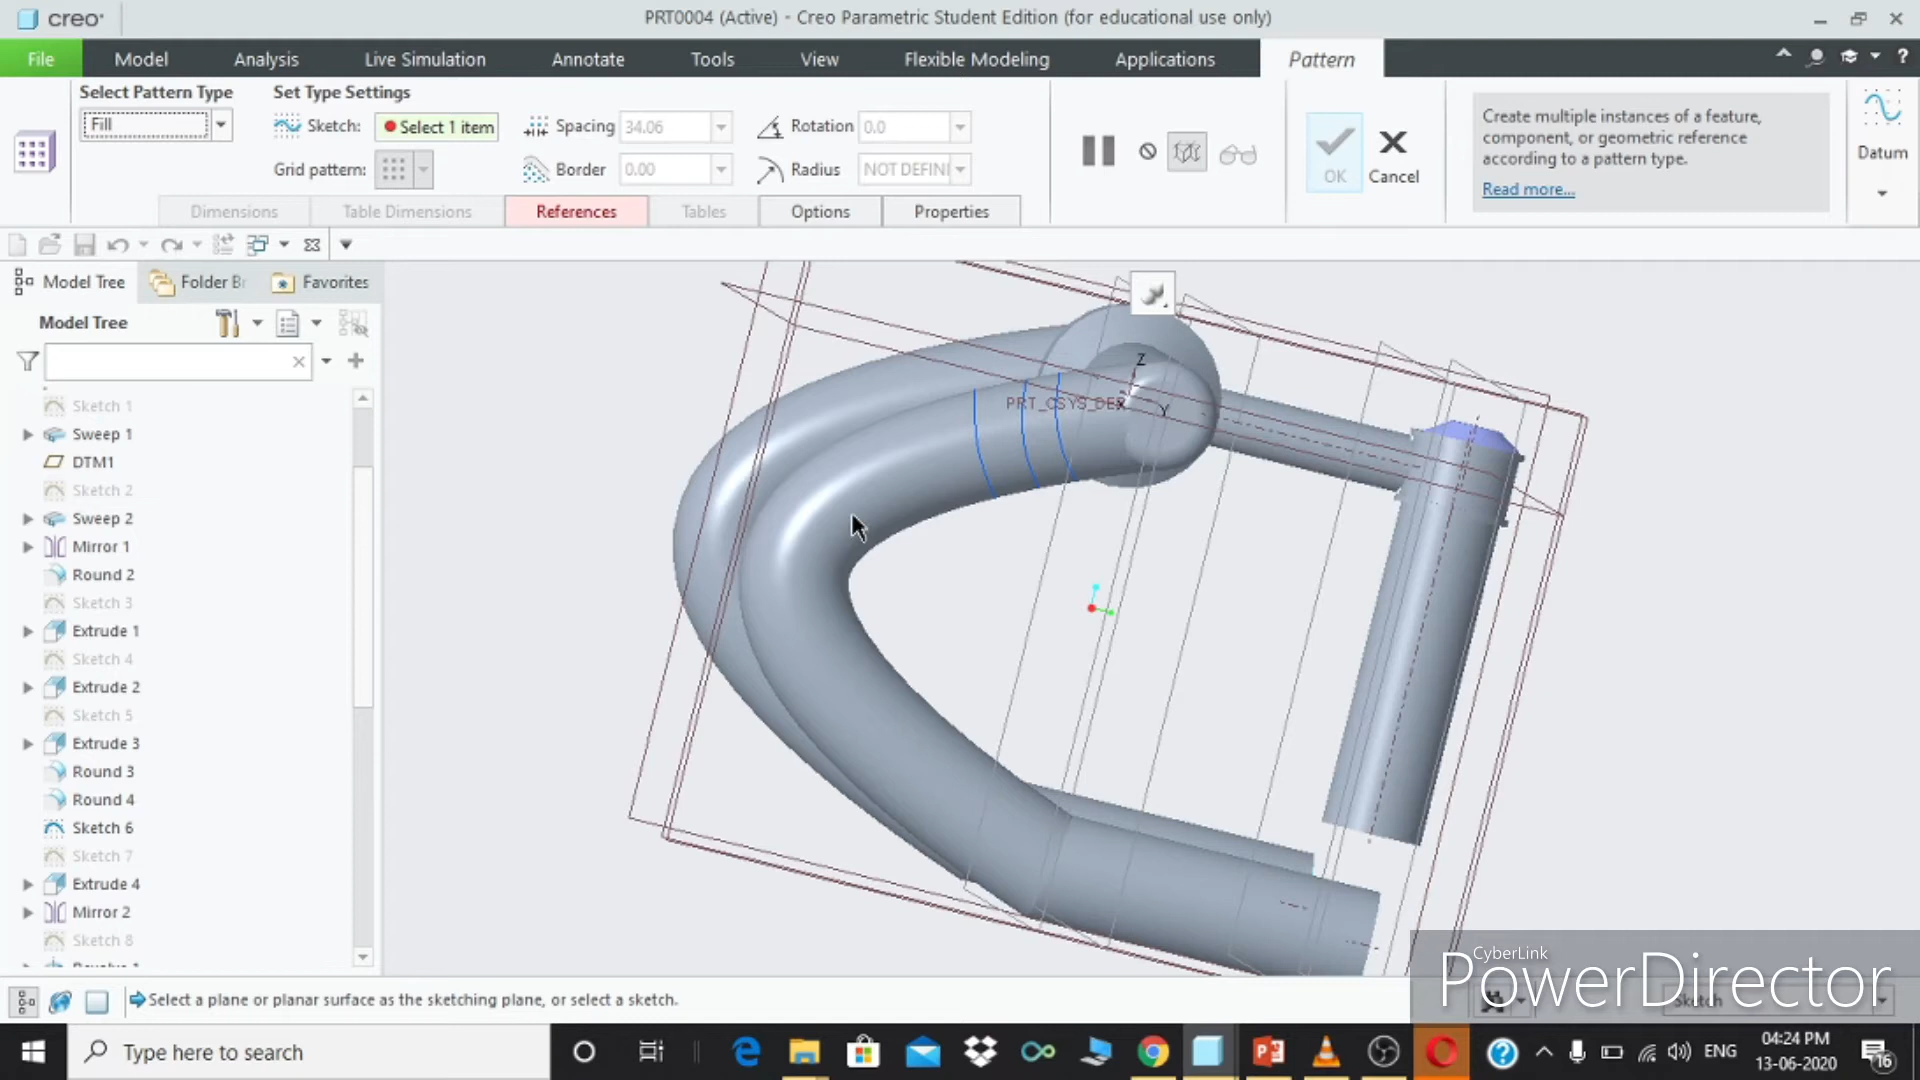 creo
PRT0004 (Active) - Creo Parametric Student Edition (for educational use only)
File
Model
Analysis
Live Simulation
Annotate
Tools
View
Flexible Modeling
Applications
Pattern
?
Select Pattern Type
Fill
Set Type Settings
Sketch:
Select 1 item
Grid pattern:
Spacing
34.06
Border
0.00
Rotation
0.0
Radius
NOT DEFINI
OK
Cancel
Create multiple instances of a feature,
component, or geometric reference
according to a pattern type.
Read more...
Datum
Dimensions
Table Dimensions
References
Tables
Options
Properties
Model Tree
Folder Br
Favorites
Model Tree
Sketch 1
Sweep 1
DTM1
Sketch 2
Sweep 2
Mirror 1
Round 2
Sketch 3
Extrude 1
Sketch 4
Extrude 2
Sketch 5
Extrude 3
Round 3
Round 4
Sketch 6
Sketch 7
Extrude 4
Mirror 2
Sketch 8
Z
PRT_CSYS_DEF
Y
CyberLink
PowerDirector
Select a plane or planar surface as the sketching plane, or select a sketch.
Sketch
Type here to search
ENG
04:24 PM
13-06-2020
16